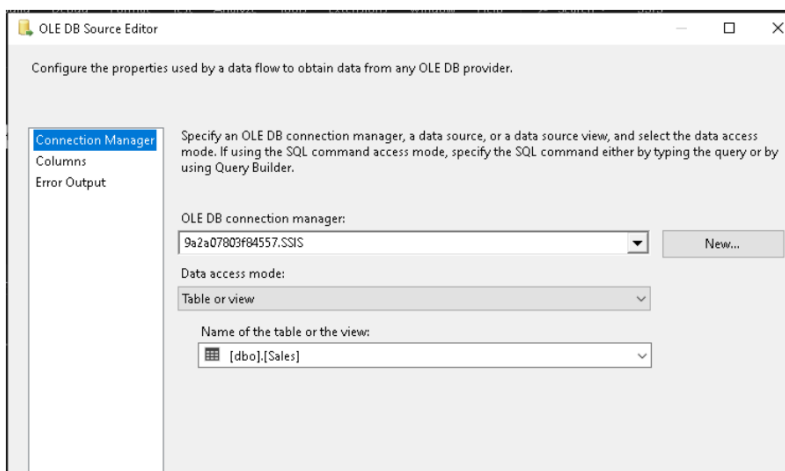 OLE DB Source Editor
Configure the properties used by a data flow to obtain data from any OLE DB provider.
Connection Manager
Columns
Error Output
Specify an OLE DB connection manager, a data source, or a data source view, and select the data access
mode. If using the SQL command access mode, specify the SQL command either by typing the query or by
using Query Builder.
OLE DB connection manager:
9a2a07803f84557.SSIS
New...
Data access mode:
Table or view
Name of the table or the view:
[dbo].[Sales]